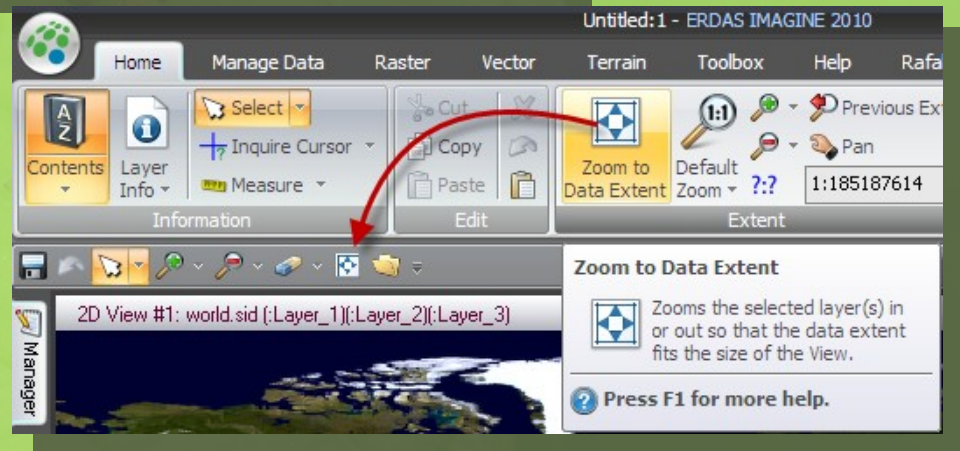 Untitled:1 - ERDAS IMAGINE 2010
Home Manage Data Raster Vector Terrain Toolbox Help Rafa
A
Z
Contents
Layer
Info
Select
Inquire Cursor
Measure
Information
Cut
Copy
Paste
Edit
Zoom to
Data Extent
1:1
Default
Zoom
?:?
Previous Ex
Pan
1:185187614
Extent
2D View #1: world.sid (:Layer_1)(:Layer_2)(:Layer_3)
Manager
Zoom to Data Extent
Zooms the selected layer(s) in
or out so that the data extent
fits the size of the View.
Press F1 for more help.